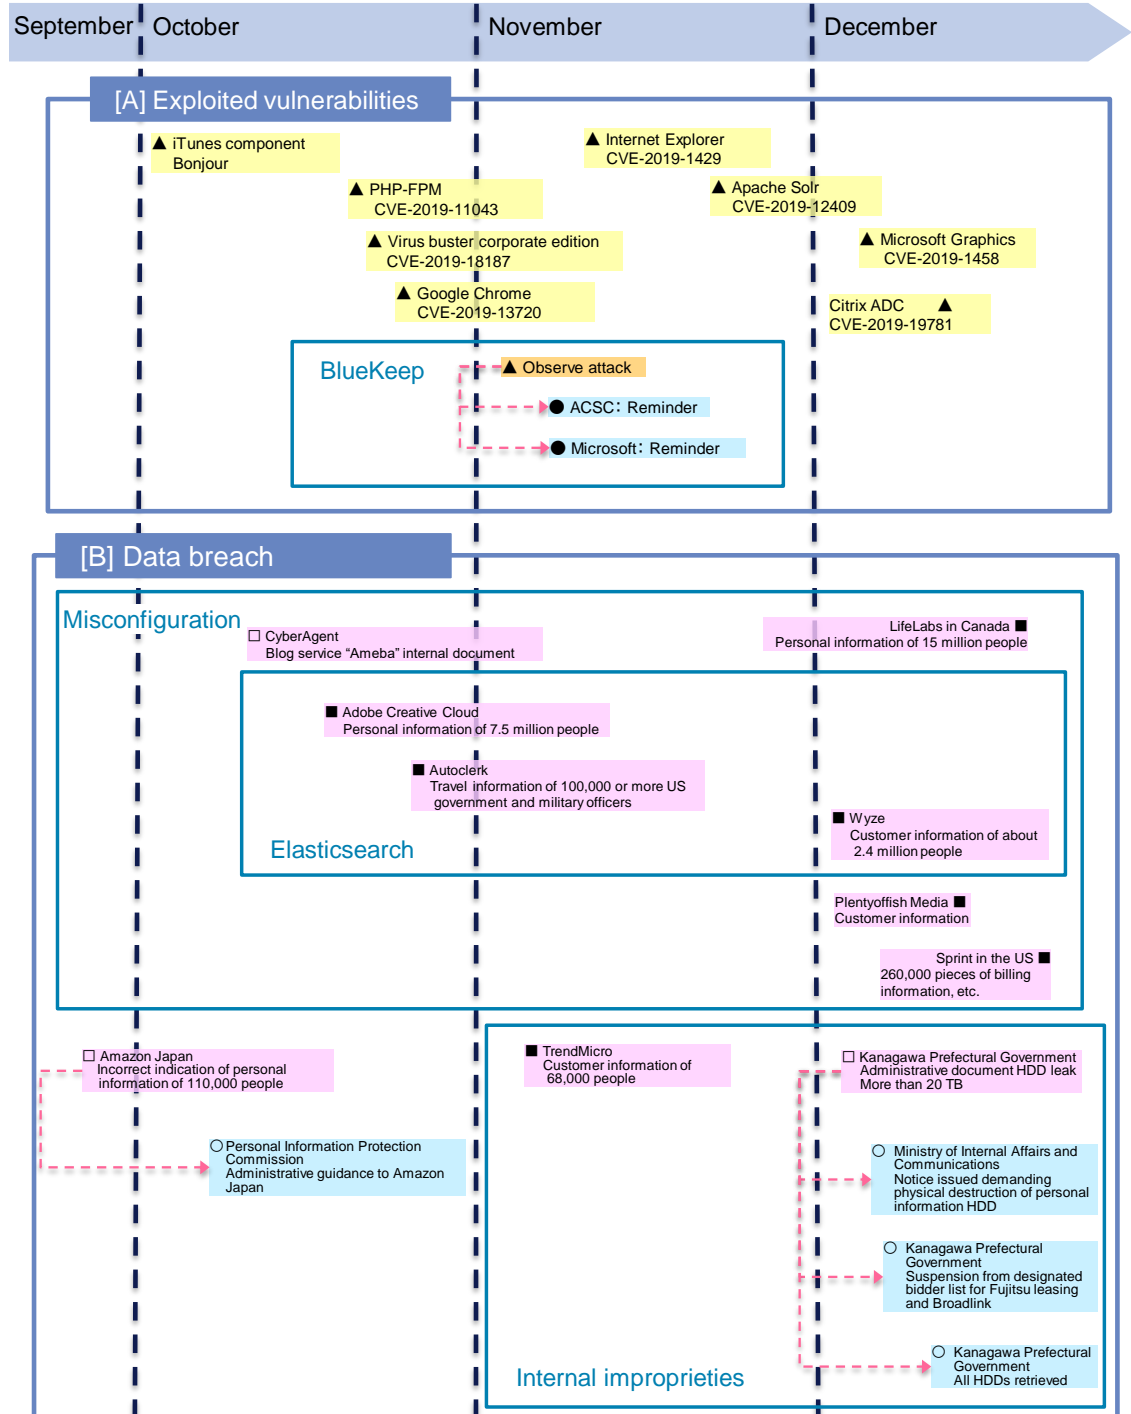 September
October
November
December
[A] Exploited vulnerabilities
▲ iTunes component
Bonjour
▲ Internet Explorer
CVE-2019-1429
▲ PHP-FPM
CVE-2019-11043
▲ Apache Solr
CVE-2019-12409
▲ Virus buster corporate edition
CVE-2019-18187
▲ Microsoft Graphics
CVE-2019-1458
▲ Google Chrome
CVE-2019-13720
Citrix ADC ▲
CVE-2019-19781
BlueKeep
▲ Observe attack
● ACSC: Reminder
● Microsoft: Reminder
[B] Data breach
Misconfiguration
□ CyberAgent
Blog service “Ameba” internal document
LifeLabs in Canada ■
Personal information of 15 million people
■ Adobe Creative Cloud
Personal information of 7.5 million people
■ Autoclerk
Travel information of 100,000 or more US
government and military officers
■ Wyze
Customer information of about
2.4 million people
Elasticsearch
Plentyoffish Media ■
Customer information
Sprint in the US ■
260,000 pieces of billing
information, etc.
□ Amazon Japan
Incorrect indication of personal
information of 110,000 people
■ TrendMicro
Customer information of
68,000 people
□ Kanagawa Prefectural Government
Administrative document HDD leak
More than 20 TB
○ Personal Information Protection
Commission
Administrative guidance to Amazon
Japan
○ Ministry of Internal Affairs and
Communications
Notice issued demanding
physical destruction of personal
information HDD
○ Kanagawa Prefectural
Government
Suspension from designated
bidder list for Fujitsu leasing
and Broadlink
○ Kanagawa Prefectural
Government
All HDDs retrieved
Internal improprieties